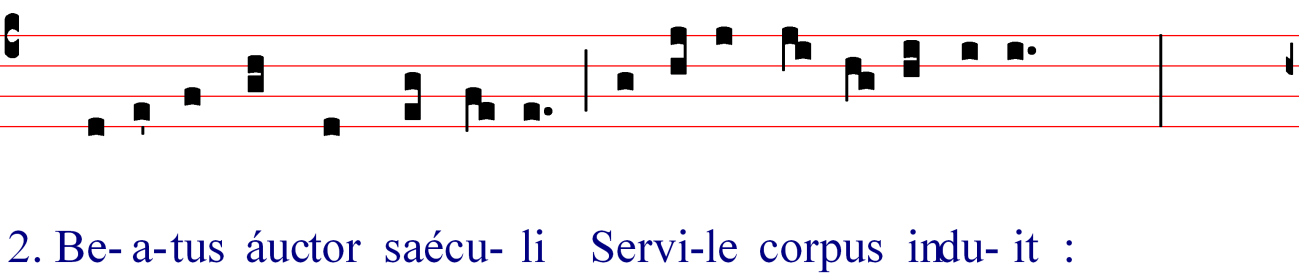 2. Be- a-tus áuctor saécu- li Servi-le corpus indu- it :